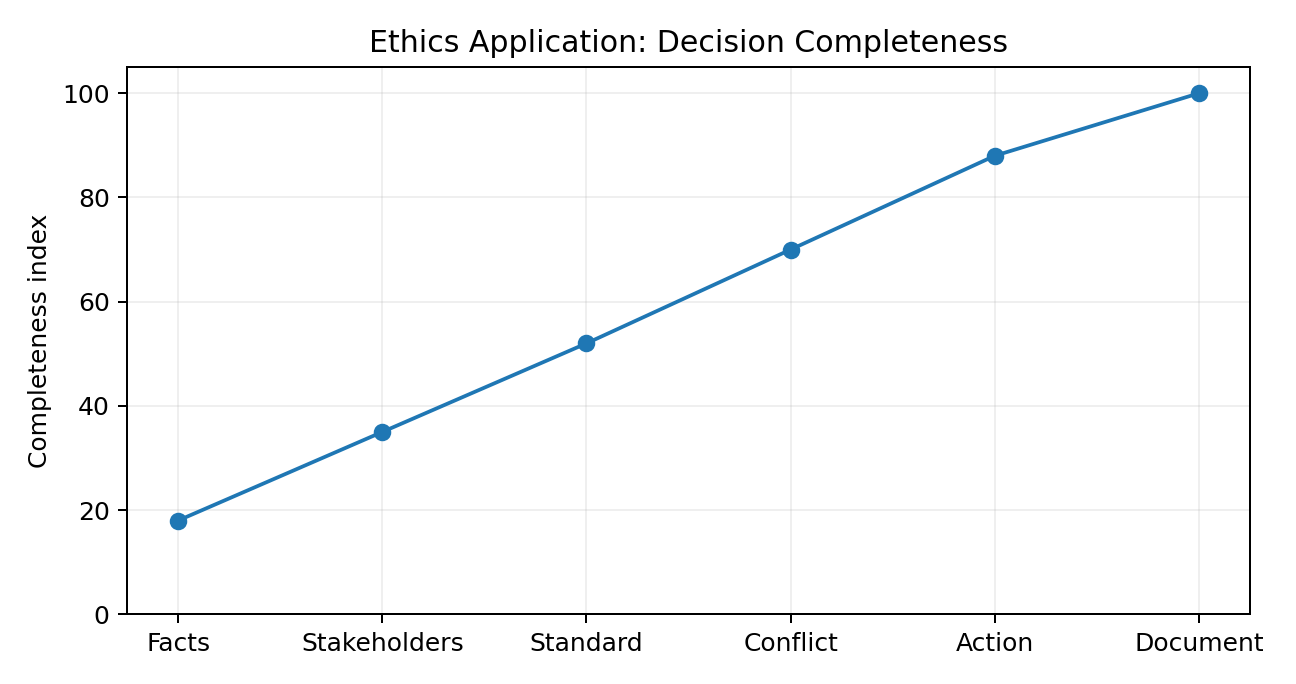 Ethics Application: Decision Completeness
Completeness index
100
80
60
40
20
0
Facts Stakeholders Standard Conflict Action Document